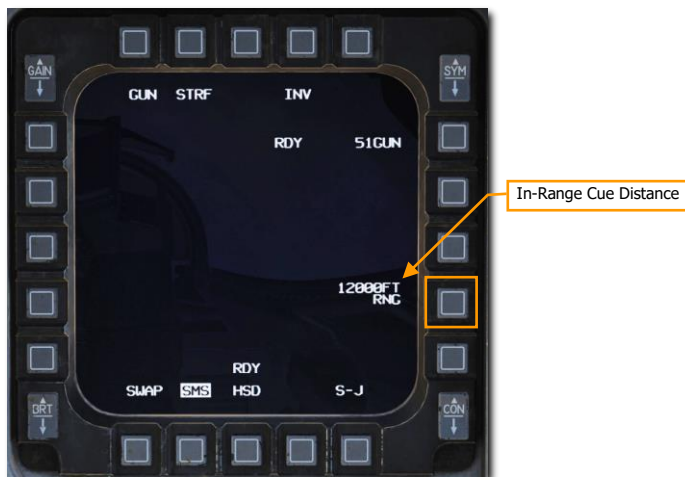 GAIN
SYM
GUN STRF INV
RDY 51GUN
In-Range Cue Distance
12000FT
RNG
RDY
SWAP SMS HSD S-J
BRT
CON